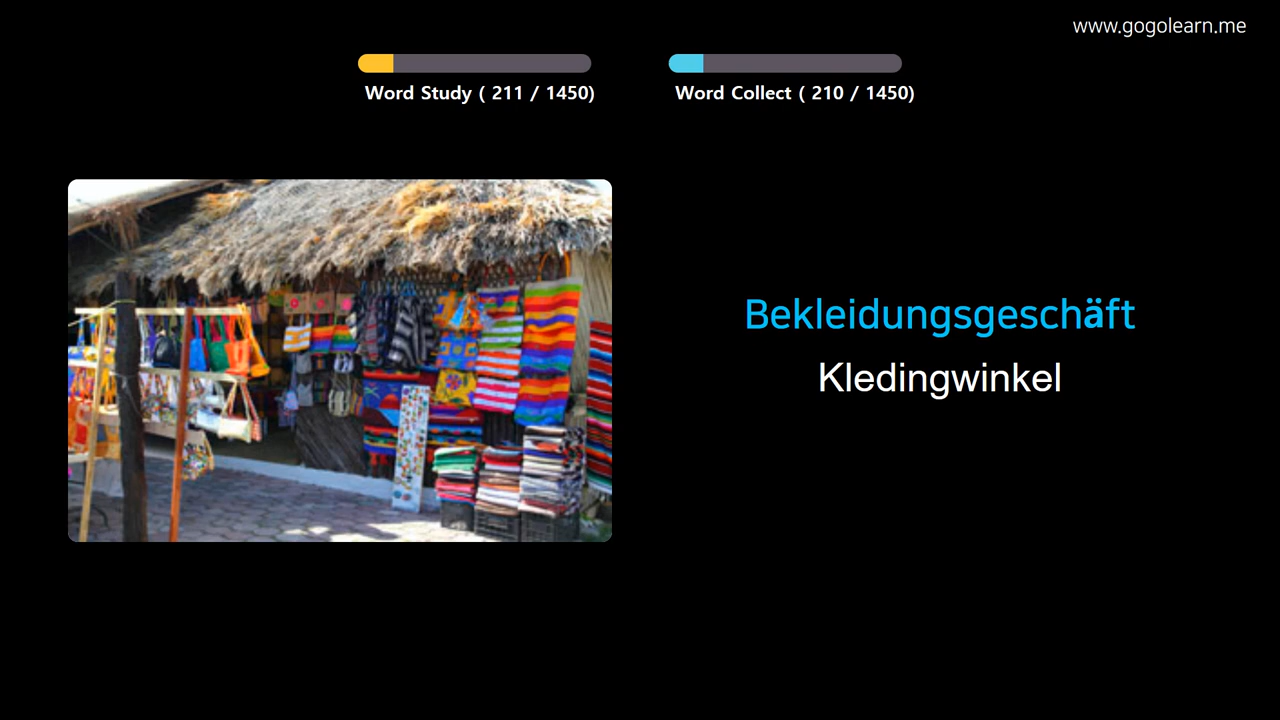 www.gogolearn.me
Word Study ( 211 / 1450)
Word Collect ( 210 / 1450)
Bekleidungsgeschäft
Kledingwinkel